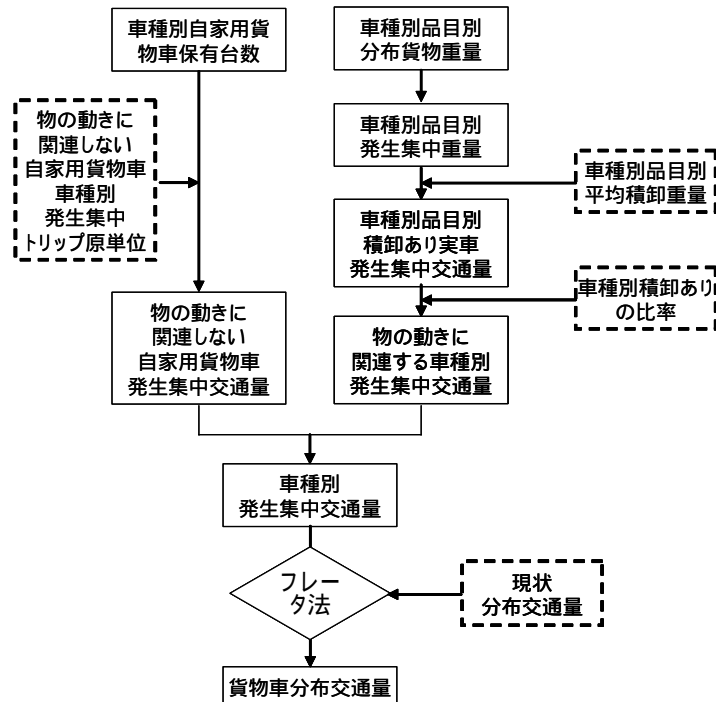 車種別自家用貨
物車保有台数
車種別品目別
分布貨物重量
物の動きに
関連しない
自家用貨物車
車種別
発生集中
トリップ原単位
車種別品目別
発生集中重量
車種別品目別
平均積卸重量
車種別品目別
積卸あり実車
発生集中交通量
車種別積卸あり
の比率
物の動きに
関連しない
自家用貨物車
発生集中交通量
物の動きに
関連する車種別
発生集中交通量
車種別
発生集中交通量
フレー
タ法
現状
分布交通量
貨物車分布交通量